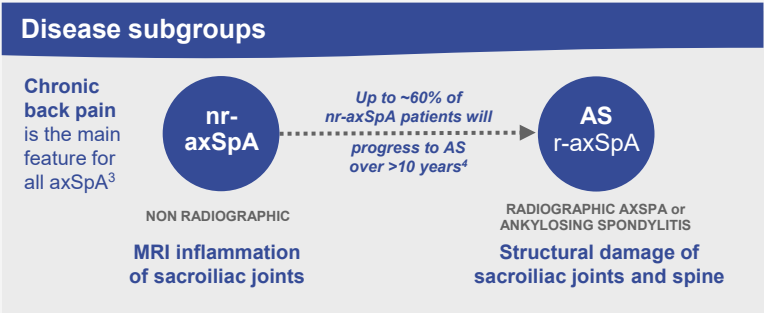 Disease subgroups
Chronic
back pain
is the main
feature for
all axSpA3
nr-
axSpA
NON RADIOGRAPHIC
MRI inflammation
of sacroiliac joints
Up to ~60% of
nr-axSpA patients will
progress to AS
over >10 years4
AS
r-axSpA
RADIOGRAPHIC AXSPA or
ANKYLOSING SPONDYLITIS
Structural damage of
sacroiliac joints and spine